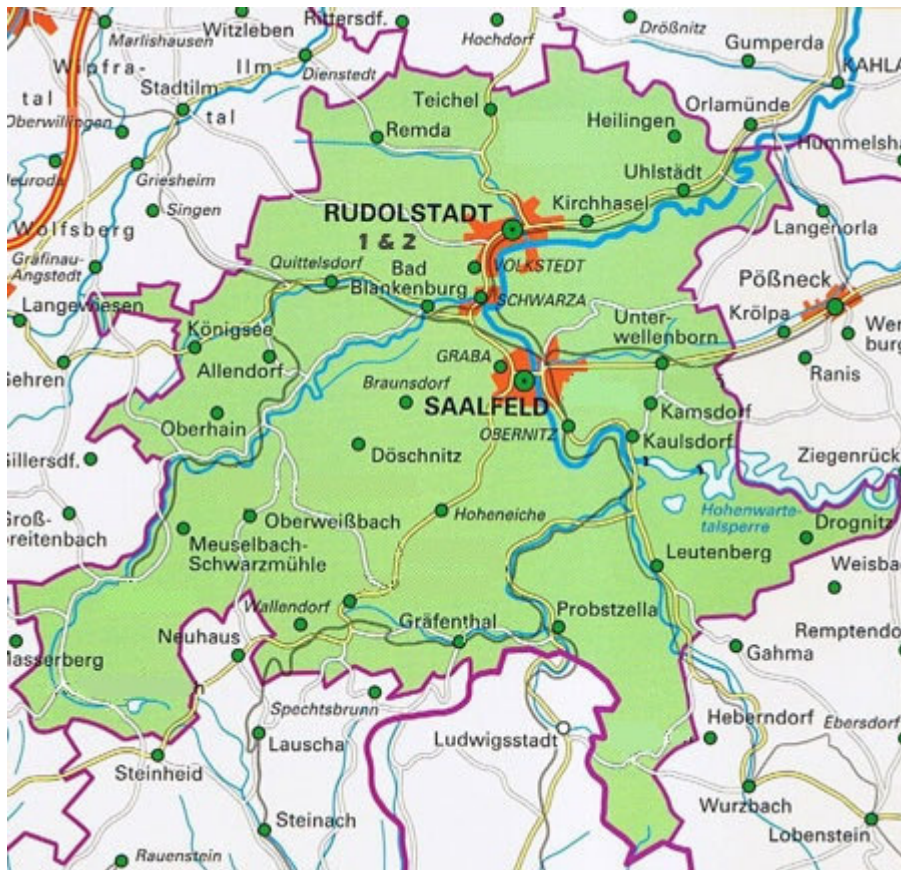 Rittersdf.
Witzleben
Marlishausen
Hochdorf
Drößnitz
Gumperda
Wipfra-
Ilm-
Dienstedt
KAHLA
tal
Stadtilm
tal
Teichel
Orlamünde
Oberwillingen
Remda
Heilingen
Hummelsha
Griesheim
Uhlstädt
Neuroda
Singen
Kirchhasel
RUDOLSTADT
1 & 2
Wolfsberg
Langenorla
Gräfinau-
Angstedt
Quittelsdorf
Bad
Blankenburg
VOLKSTEDT
Pößneck
Langewiesen
SCHWARZA
Krölpa
Unter-
wellenborn
Wern
burg
Königsee
GRABA
Gehren
Allendorf
Braunsdorf
Ranis
SAALFELD
Kamsdorf
Oberhain
OBERNITZ
Kaulsdorf
Döschnitz
Ziegenrück
Gillersdf.
Hohenwarte-
talsperre
Groß-
breitenbach
Oberweißbach
Hoheneiche
Drognitz
Meuselbach-
Schwarzmühle
Leutenberg
Weisba
Wallendorf
Gräfenthal
Probstzella
Neuhaus
Remptendo
Masserberg
Gahma
Spechtsbrunn
Heberndorf
Ebersdorf
Lauscha
Ludwigsstadt
Steinheid
Wurzbach
Steinach
Lobenstein
Rauenstein